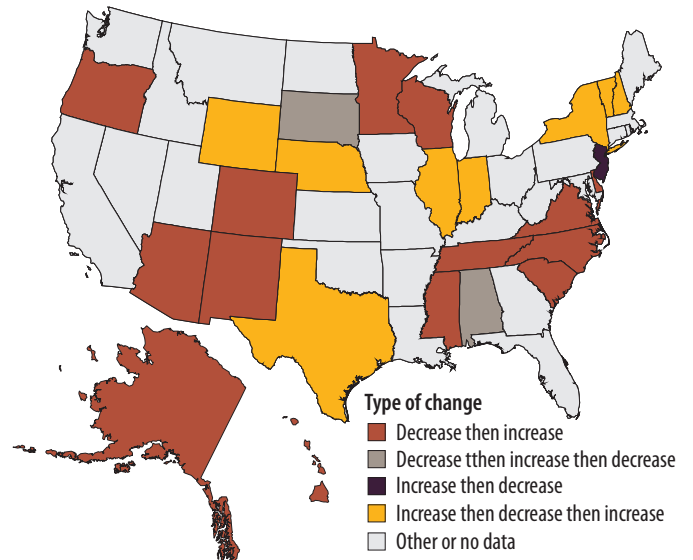 Type of change
Decrease then increase
Decrease tthen increase then decrease
Increase then decrease
Increase then decrease then increase
Other or no data